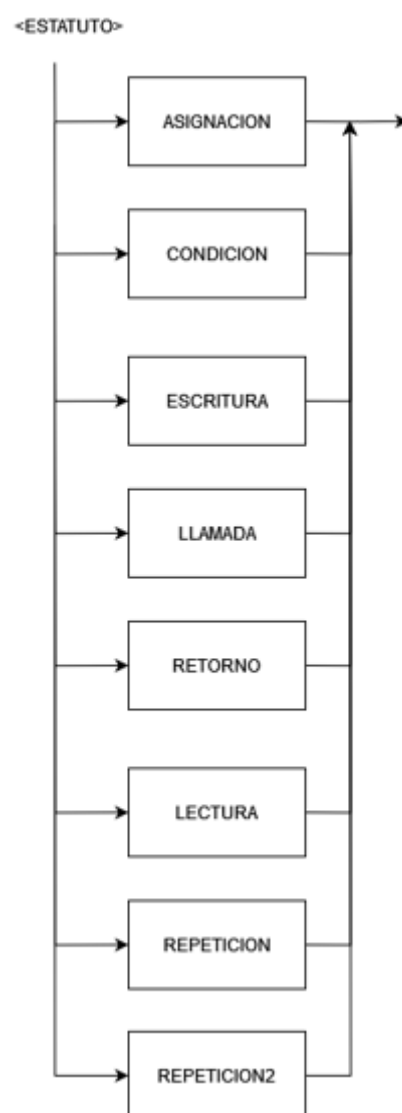 <ESTATUTO>
ASIGNACION
CONDICION
ESCRITURA
LLAMADA
RETORNO
LECTURA
REPETICION
REPETICION2